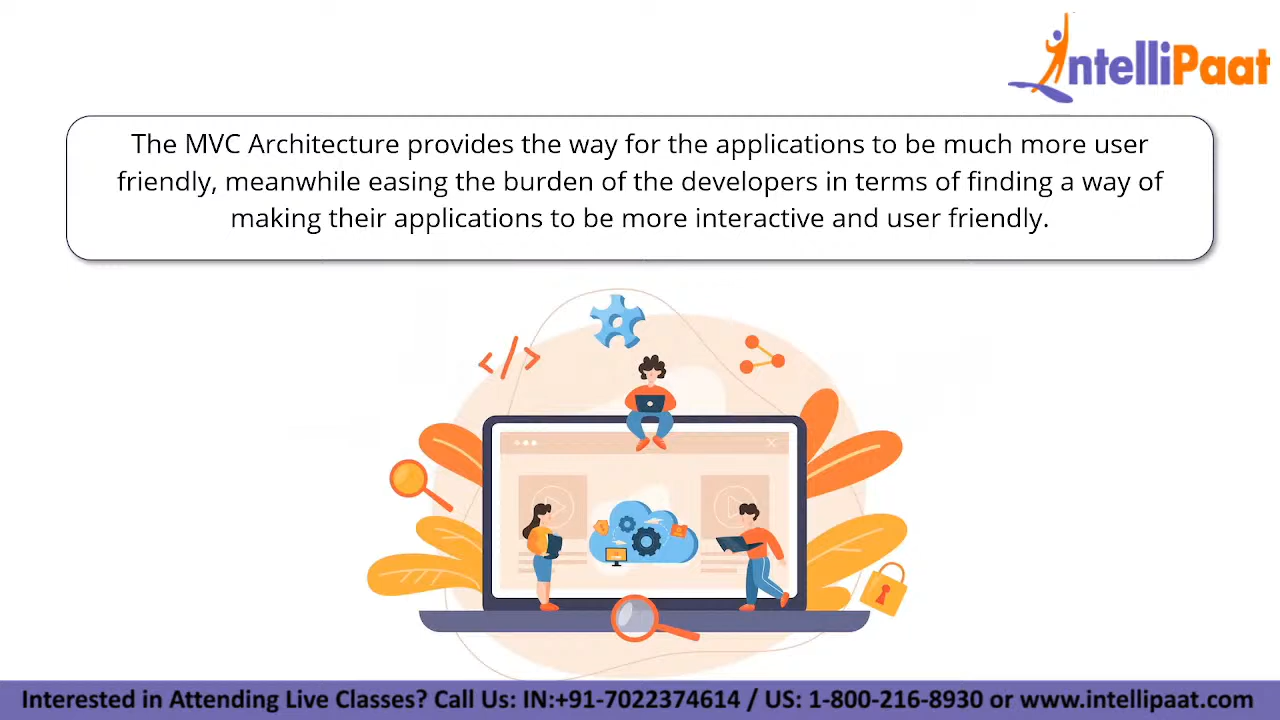 IntelliPaat
The MVC Architecture provides the way for the applications to be much more user
friendly, meanwhile easing the burden of the developers in terms of finding a way of
making their applications to be more interactive and user friendly.
</>
Interested in Attending Live Classes? Call Us: IN:+91-7022374614 / US: 1-800-216-8930 or www.intellipaat.com